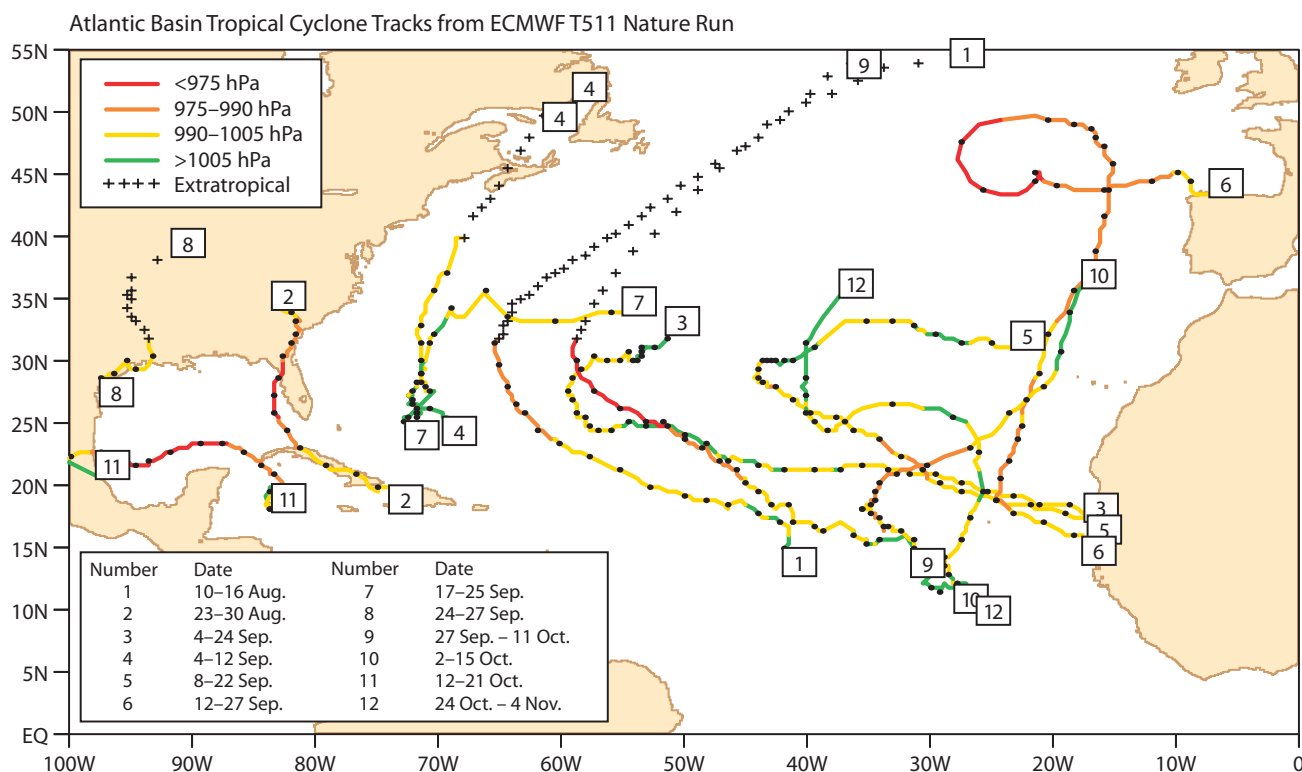 Atlantic Basin Tropical Cyclone Tracks from ECMWF T511 Nature Run
55N
50N
45N
40N
35N
30N
25N
20N
15N
10N
5N
EQ
<975 hPa
975–990 hPa
990–1005 hPa
>1005 hPa
++++ Extratropical
4
4
9
1
6
8
2
7
3
12
10
5
8
7
4
11
11
2
3
5
6
1
9
10
12
Number Date Number Date
1 10–16 Aug. 7 17–25 Sep.
2 23–30 Aug. 8 24–27 Sep.
3 4–24 Sep. 9 27 Sep. – 11 Oct.
4 4–12 Sep. 10 2–15 Oct.
5 8–22 Sep. 11 12–21 Oct.
6 12–27 Sep. 12 24 Oct. – 4 Nov.
100W 90W 80W 70W 60W 50W 40W 30W 20W 10W 0